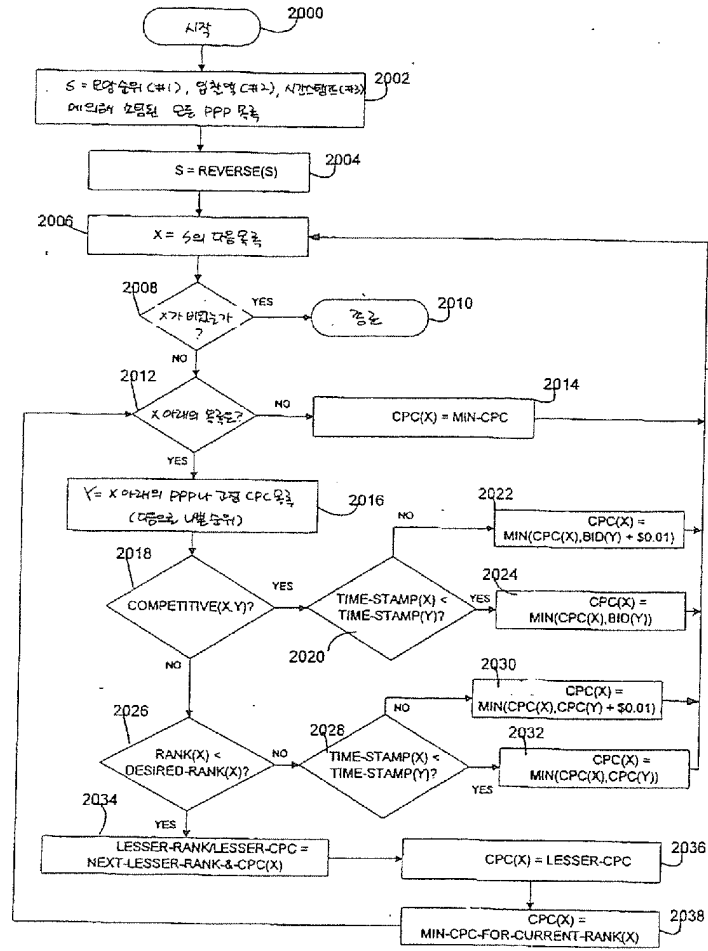 시작
2000
S = 요망순위(#1), 입찰액(#2), 시간스탬프(#3)
에 의해 소팅된 모든 PPP 목록
2002
S = REVERSE(S)
2004
2006
X = S의 다음목록
2008
X가 비었는가
?
YES
종료
2010
NO
2012
X 아래의 목록은?
NO
CPC(X) = MIN-CPC
2014
YES
Y = X 아래의 PPP나 고정 CPC 목록
(다음으로 나쁜 순위)
2016
2018
COMPETITIVE(X,Y)?
YES
TIME-STAMP(X) <
TIME-STAMP(Y)?
2020
NO
2022
CPC(X) =
MIN(CPC(X),BID(Y) + $0.01)
YES
2024
CPC(X) =
MIN(CPC(X),BID(Y))
NO
2026
RANK(X) <
DESIRED-RANK(X)?
NO
2028
TIME-STAMP(X) <
TIME-STAMP(Y)?
NO
2030
CPC(X) =
MIN(CPC(X),CPC(Y) + $0.01)
YES
2032
CPC(X) =
MIN(CPC(X),CPC(Y))
YES
2034
LESSER-RANK/LESSER-CPC =
NEXT-LESSER-RANK-&-CPC(X)
CPC(X) = LESSER-CPC
2036
CPC(X) =
MIN-CPC-FOR-CURRENT-RANK(X)
2038